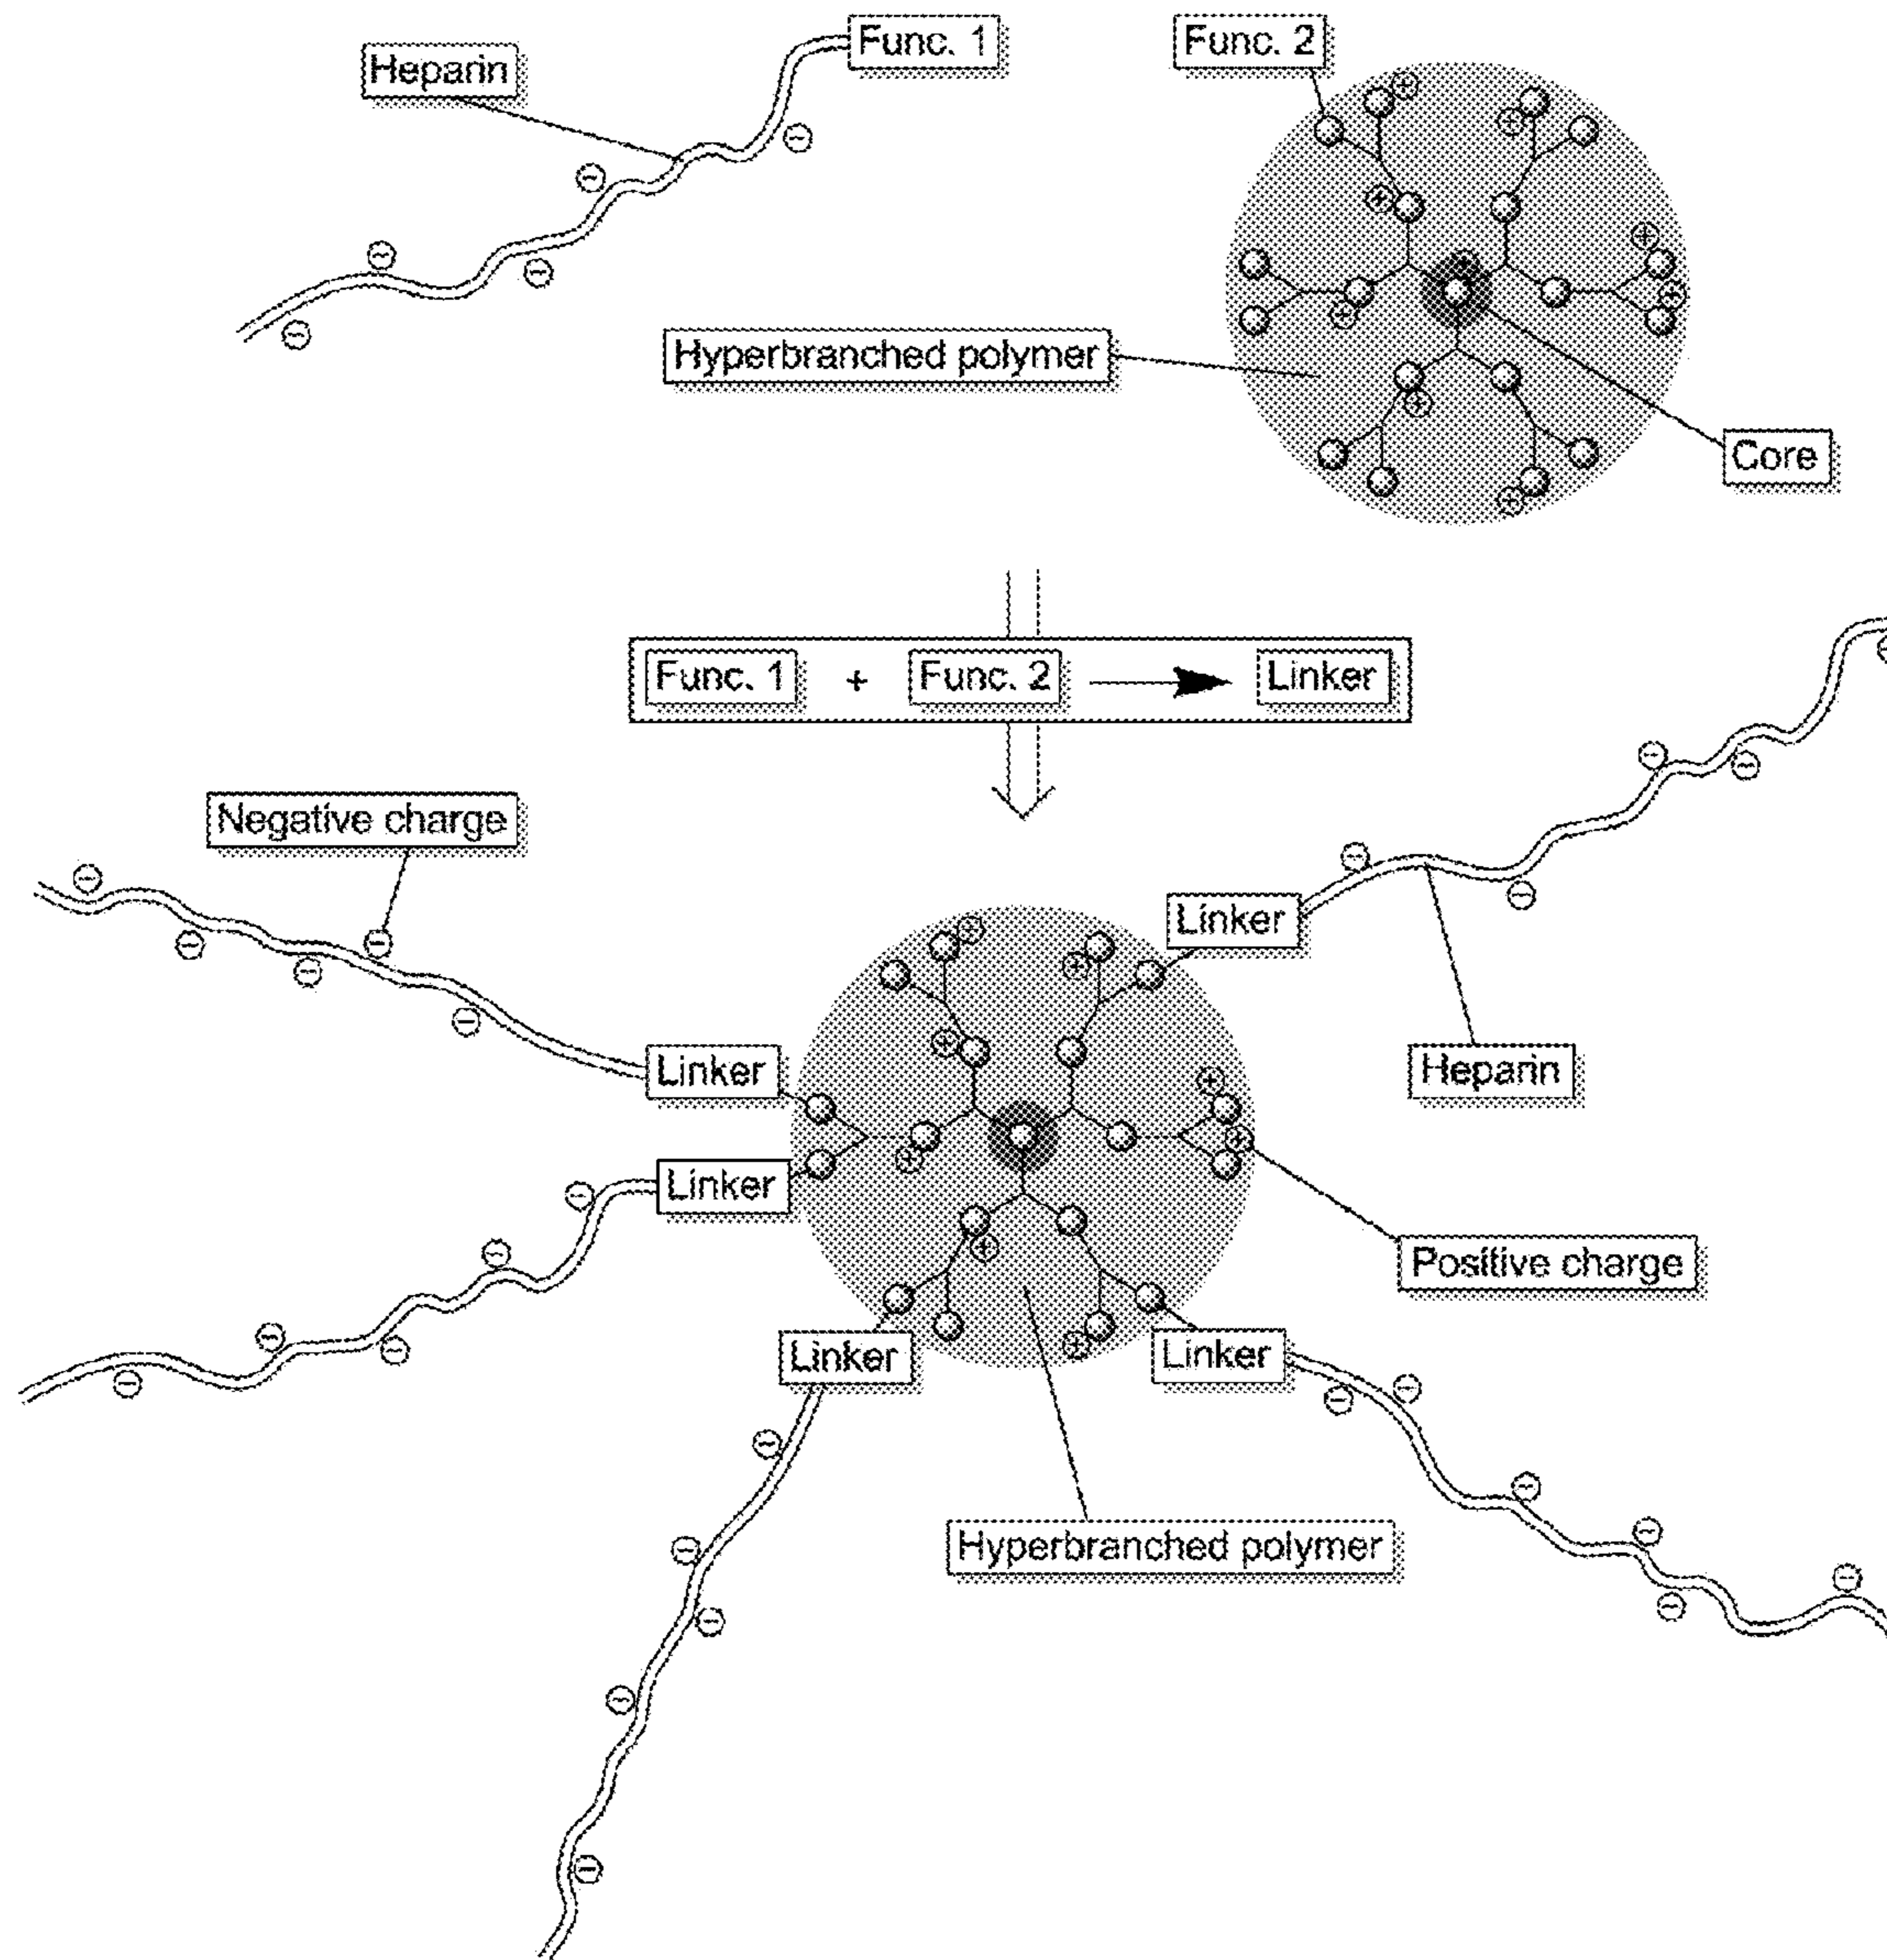 Func. 1
Func. 2
Heparin
Hyperbranched polymer
Core
Func. 1 + Func. 2 Linker
Negative charge
Linker
Linker
Heparin
Linker
Positive charge
Linker
Linker
Hyperbranched polymer